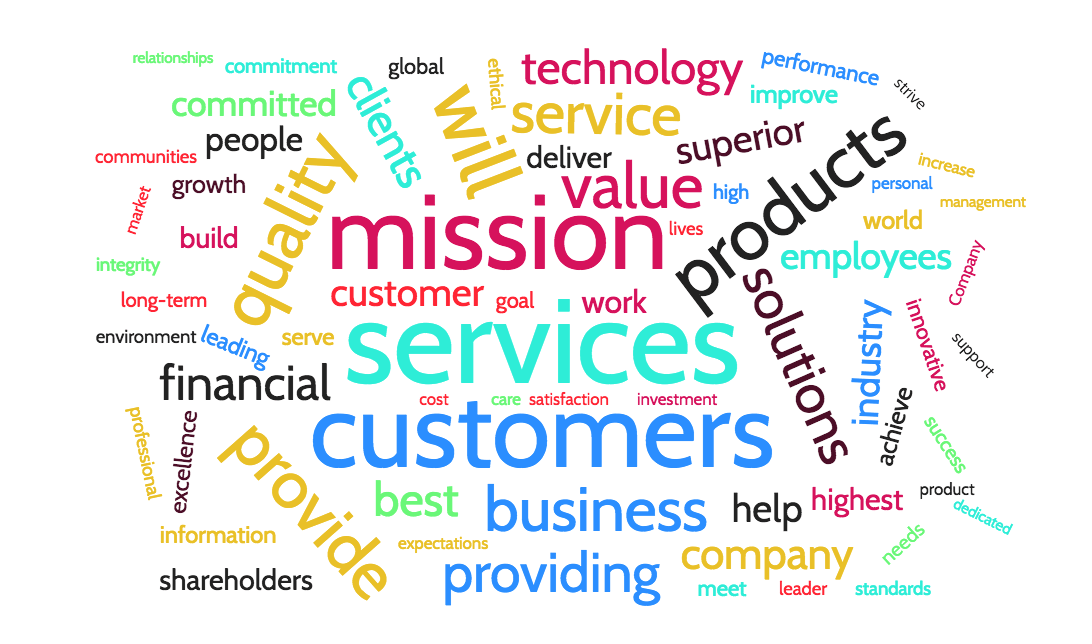 relationships
commitment
global
ethical
technology
performance
strive
committed
clients
will
service
improve
people
communities
quality
deliver
superior
products
growth
market
value
high
personal
increase
management
build
mission
lives
world
integrity
employees
Company
long-term
customer
goal
work
solutions
environment
leading
serve
services
industry
innovative
support
financial
cost
care
satisfaction
investment
achieve
professional
excellence
customers
success
provide
best
business
help
highest
product
dedicated
information
expectations
providing
company
needs
shareholders
meet
leader
standards